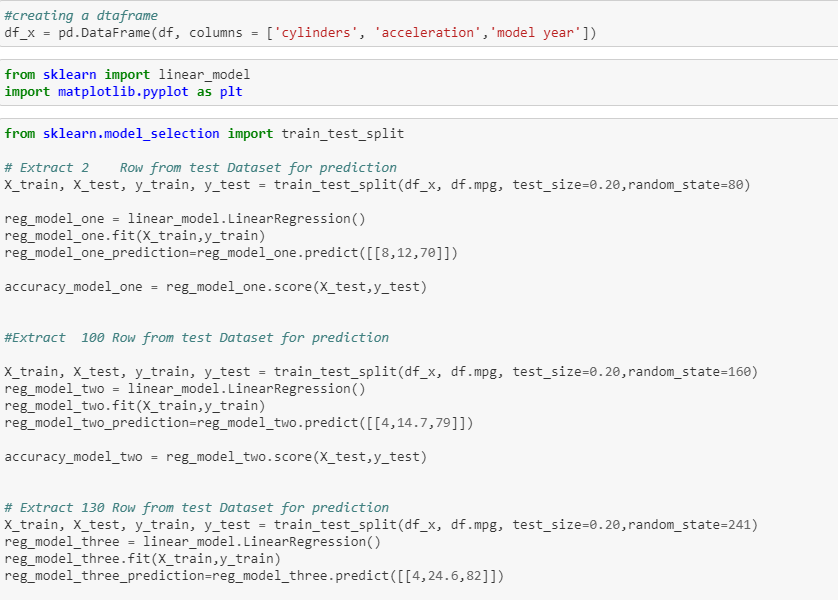 #creating a dtaframe
df_x = pd.DataFrame(df, columns = ['cylinders', 'acceleration','model year'])
from sklearn import linear_model
import matplotlib.pyplot as plt
from sklearn.model_selection import train_test_split
# Extract 2    Row from test Dataset for prediction
X_train, X_test, y_train, y_test = train_test_split(df_x, df.mpg, test_size=0.20,random_state=80)
reg_model_one = linear_model.LinearRegression()
reg_model_one.fit(X_train,y_train)
reg_model_one_prediction=reg_model_one.predict([[8,12,70]])
accuracy_model_one = reg_model_one.score(X_test,y_test)
#Extract  100 Row from test Dataset for prediction
X_train, X_test, y_train, y_test = train_test_split(df_x, df.mpg, test_size=0.20,random_state=160)
reg_model_two = linear_model.LinearRegression()
reg_model_two.fit(X_train,y_train)
reg_model_two_prediction=reg_model_two.predict([[4,14.7,79]])
accuracy_model_two = reg_model_two.score(X_test,y_test)
# Extract 130 Row from test Dataset for prediction
X_train, X_test, y_train, y_test = train_test_split(df_x, df.mpg, test_size=0.20,random_state=241)
reg_model_three = linear_model.LinearRegression()
reg_model_three.fit(X_train,y_train)
reg_model_three_prediction=reg_model_three.predict([[4,24.6,82]])